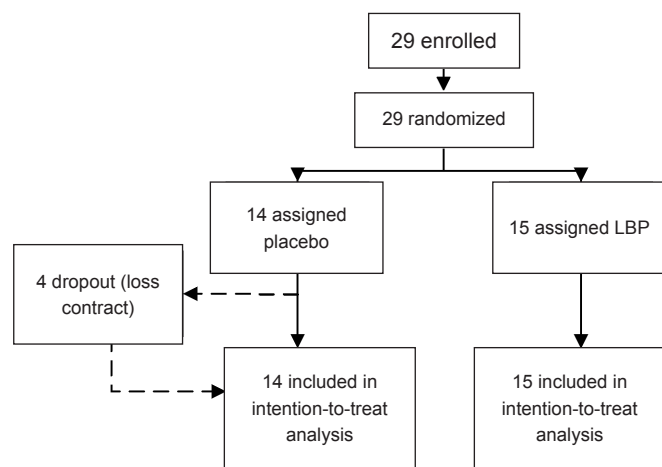 29 enrolled
29 randomized
14 assigned
placebo
15 assigned LBP
4 dropout (loss
contract)
14 included in
intention-to-treat
analysis
15 included in
intention-to-treat
analysis